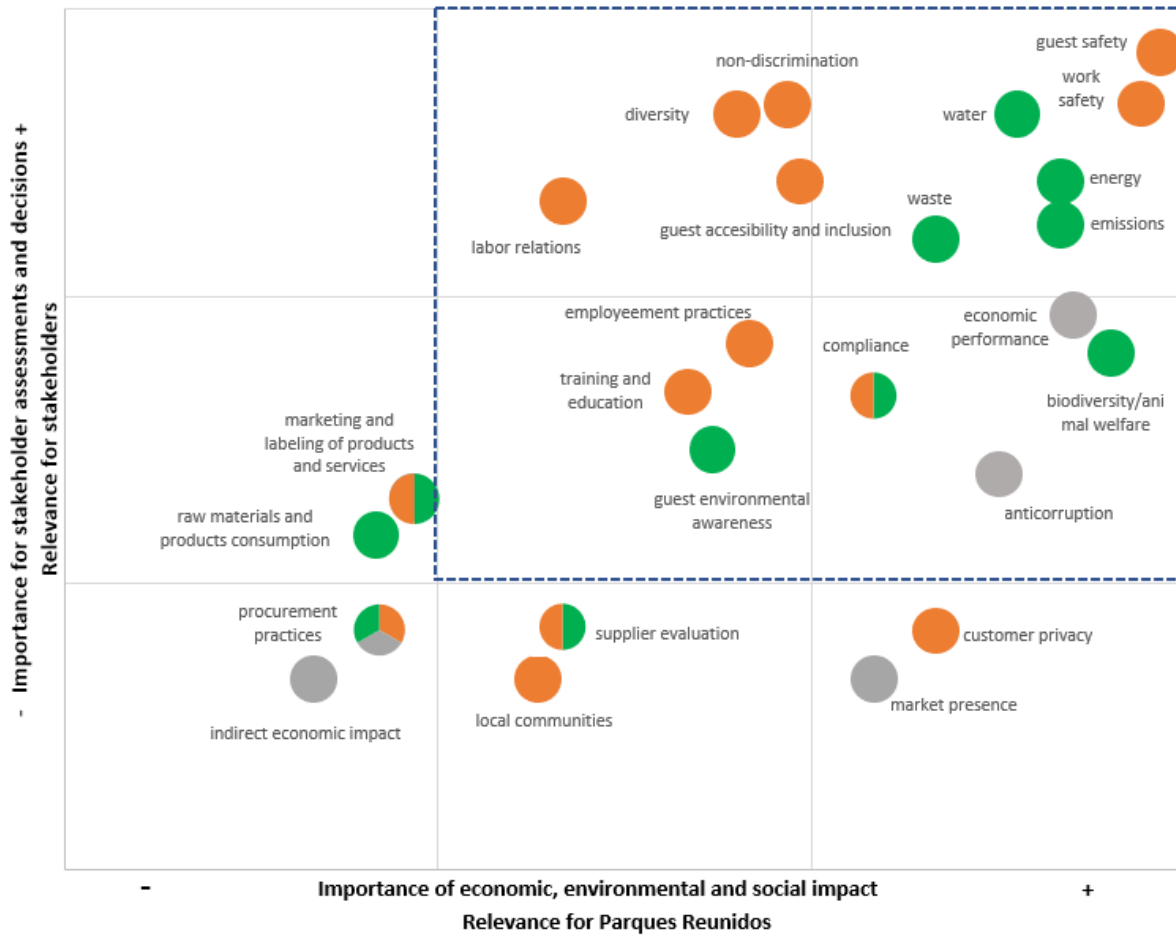 guest safety
non-discrimination
work
safety
diversity
water
energy
waste
emissions
guest accesibility and inclusion
labor relations
employeement practices
economic
performance
compliance
training and
education
biodiversity/ani
mal welfare
marketing and
labeling of products
and services
guest environmental
awareness
anticorruption
raw materials and
products consumption
procurement
practices
supplier evaluation
customer privacy
local communities
market presence
indirect economic impact
- Importance for stakeholder assessments and decisions +
Relevance for stakeholders
- Importance of economic, environmental and social impact +
Relevance for Parques Reunidos